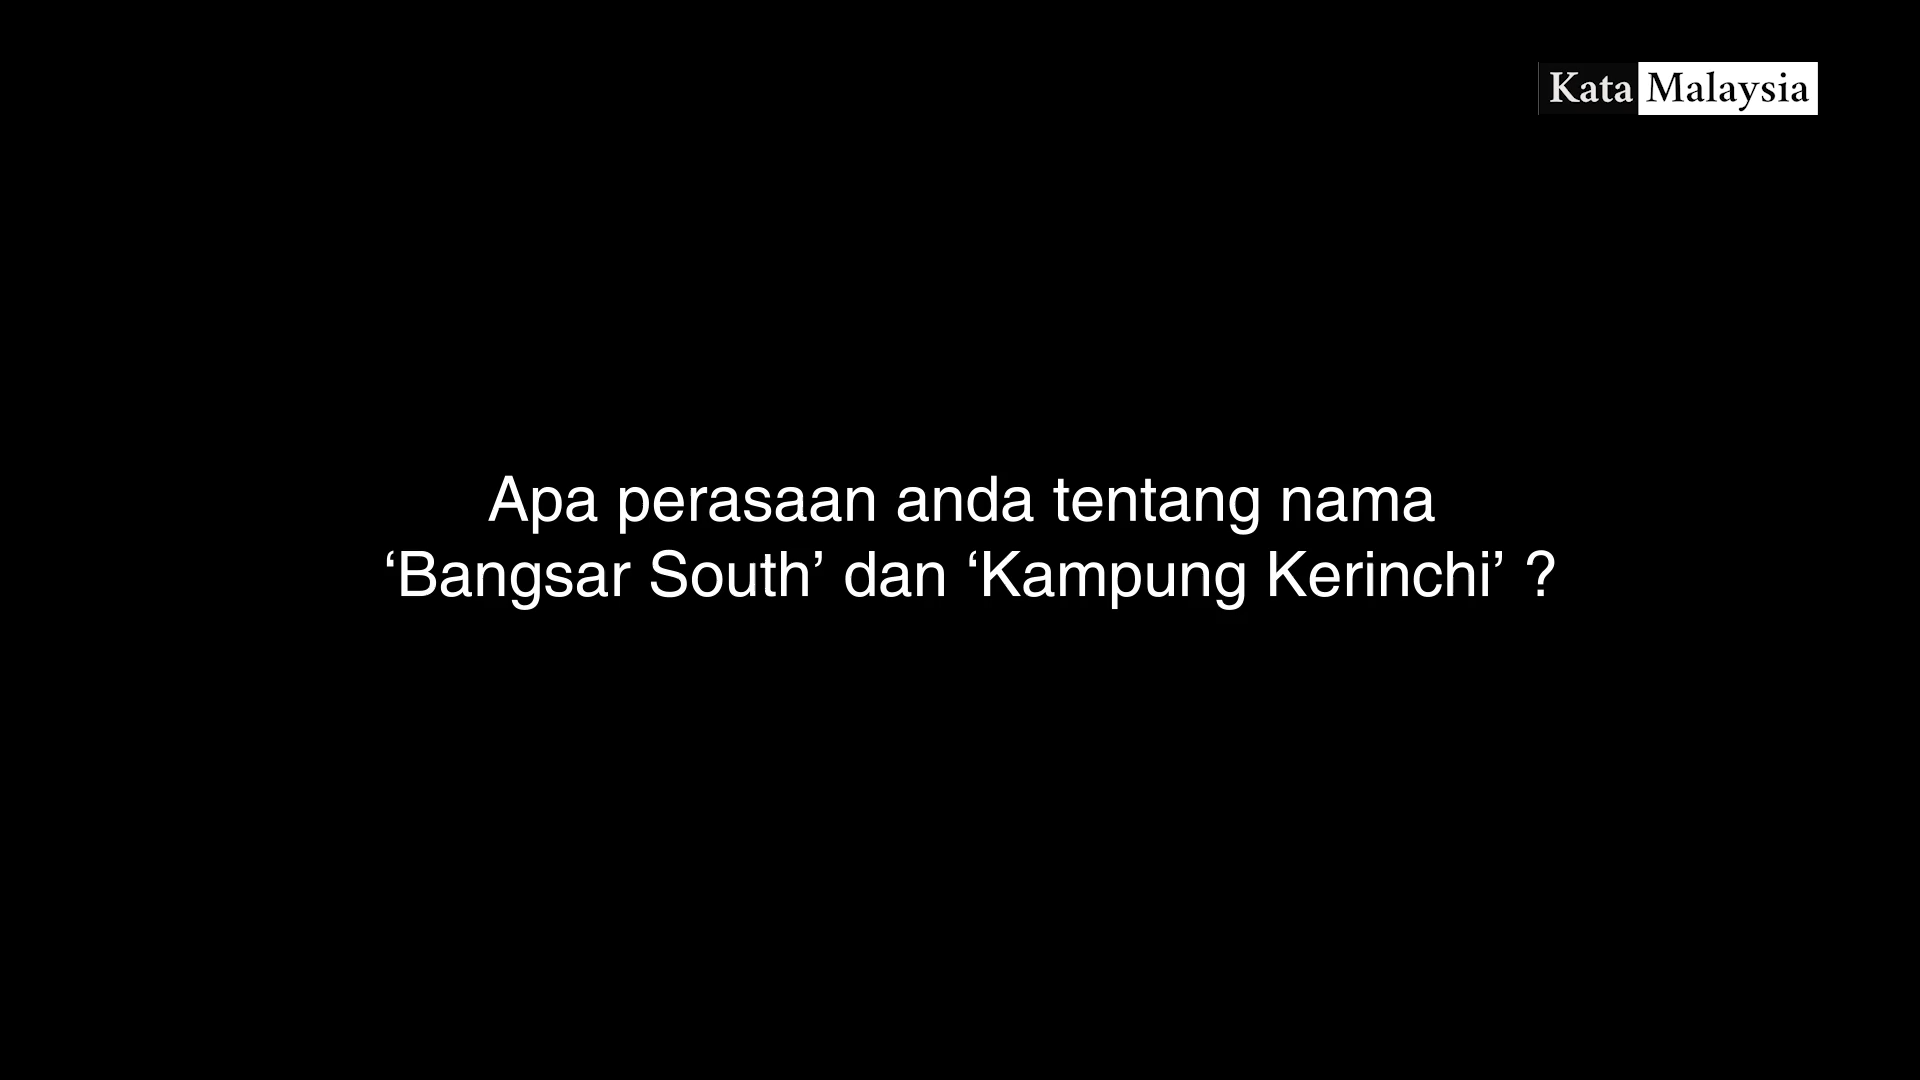 Kata Malaysia
Apa perasaan anda tentang nama
‘Bangsar South’ dan ‘Kampung Kerinchi’ ?